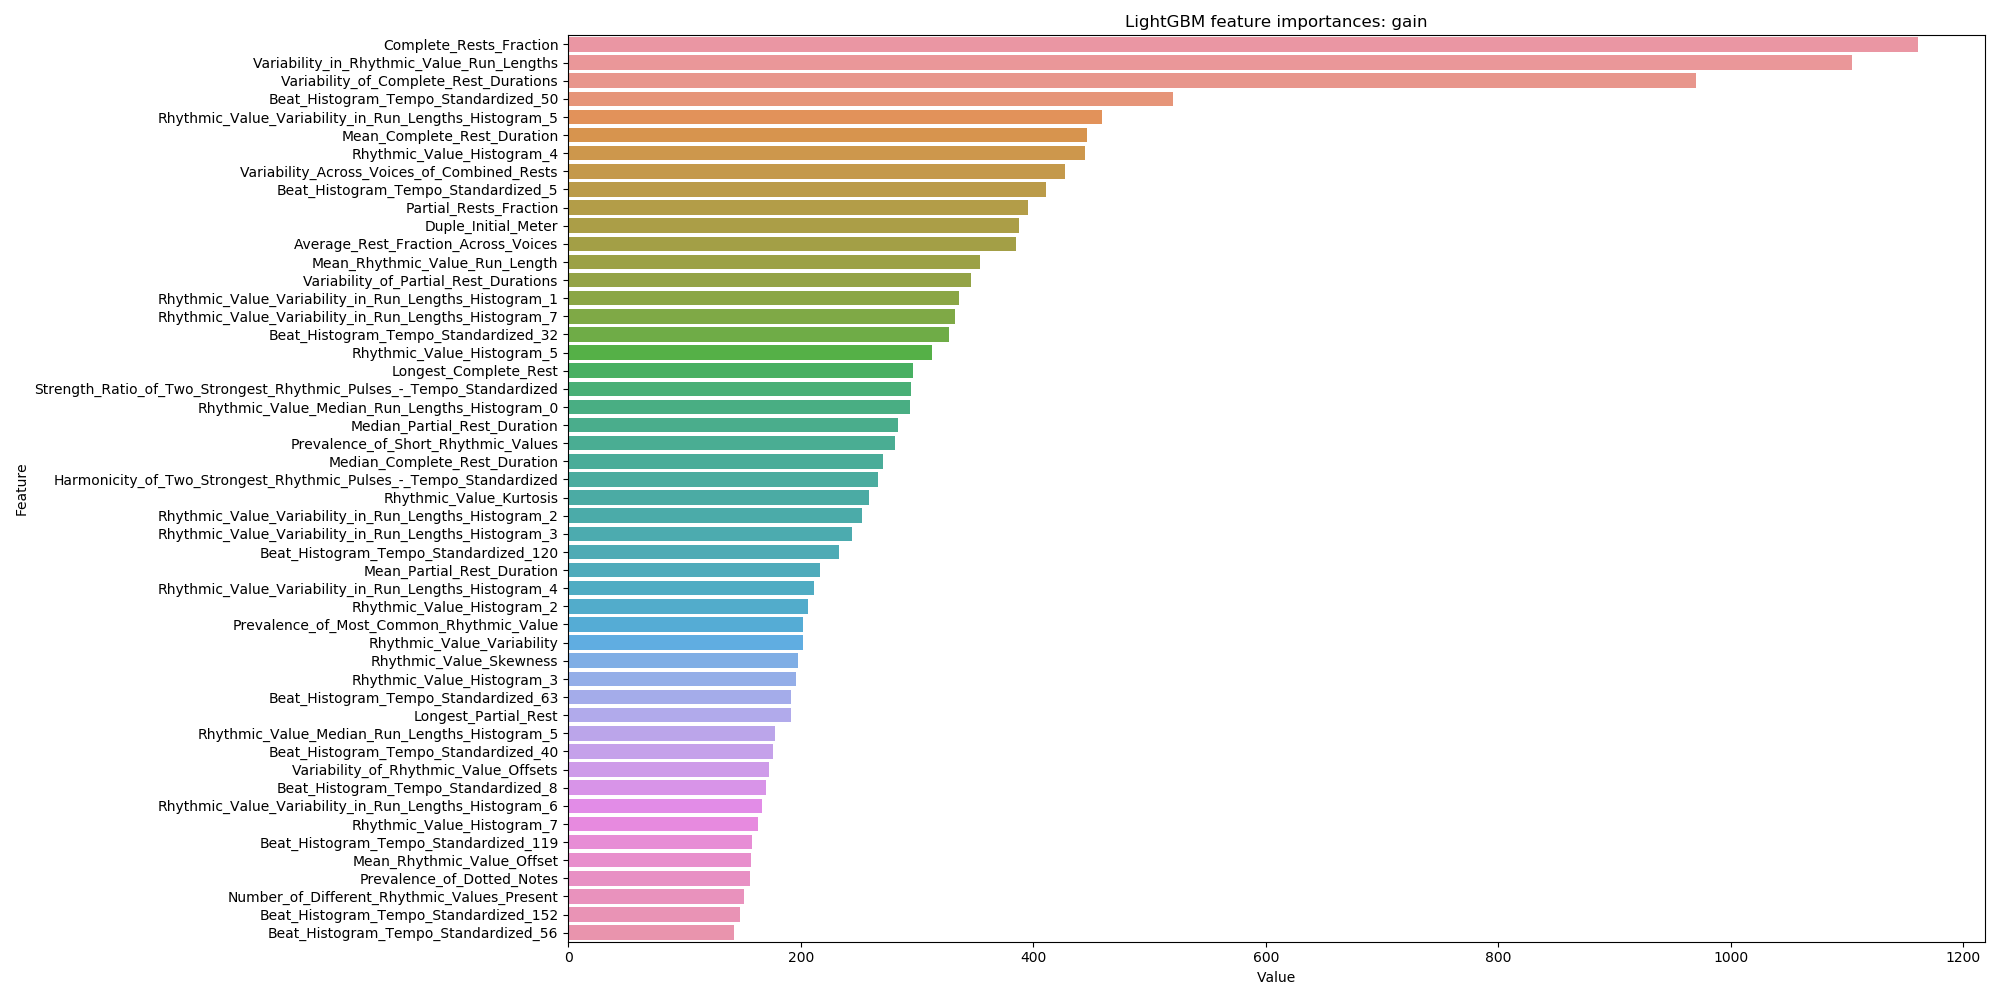 LightGBM feature importances: gain
Complete_Rests_Fraction
Variability_in_Rhythmic_Value_Run_Lengths
Variability_of_Complete_Rest_Durations
Beat_Histogram_Tempo_Standardized_50
Rhythmic_Value_Variability_in_Run_Lengths_Histogram_5
Mean_Complete_Rest_Duration
Rhythmic_Value_Histogram_4
Variability_Across_Voices_of_Combined_Rests
Beat_Histogram_Tempo_Standardized_5
Partial_Rests_Fraction
Duple_Initial_Meter
Average_Rest_Fraction_Across_Voices
Mean_Rhythmic_Value_Run_Length
Variability_of_Partial_Rest_Durations
Rhythmic_Value_Variability_in_Run_Lengths_Histogram_1
Rhythmic_Value_Variability_in_Run_Lengths_Histogram_7
Beat_Histogram_Tempo_Standardized_32
Rhythmic_Value_Histogram_5
Longest_Complete_Rest
Strength_Ratio_of_Two_Strongest_Rhythmic_Pulses_-_Tempo_Standardized
Rhythmic_Value_Median_Run_Lengths_Histogram_0
Median_Partial_Rest_Duration
Prevalence_of_Short_Rhythmic_Values
Median_Complete_Rest_Duration
Harmonicity_of_Two_Strongest_Rhythmic_Pulses_-_Tempo_Standardized
Rhythmic_Value_Kurtosis
Rhythmic_Value_Variability_in_Run_Lengths_Histogram_2
Rhythmic_Value_Variability_in_Run_Lengths_Histogram_3
Beat_Histogram_Tempo_Standardized_120
Mean_Partial_Rest_Duration
Rhythmic_Value_Variability_in_Run_Lengths_Histogram_4
Rhythmic_Value_Histogram_2
Prevalence_of_Most_Common_Rhythmic_Value
Rhythmic_Value_Variability
Rhythmic_Value_Skewness
Rhythmic_Value_Histogram_3
Beat_Histogram_Tempo_Standardized_63
Longest_Partial_Rest
Rhythmic_Value_Median_Run_Lengths_Histogram_5
Beat_Histogram_Tempo_Standardized_40
Variability_of_Rhythmic_Value_Offsets
Beat_Histogram_Tempo_Standardized_8
Rhythmic_Value_Variability_in_Run_Lengths_Histogram_6
Rhythmic_Value_Histogram_7
Beat_Histogram_Tempo_Standardized_119
Mean_Rhythmic_Value_Offset
Prevalence_of_Dotted_Notes
Number_of_Different_Rhythmic_Values_Present
Beat_Histogram_Tempo_Standardized_152
Beat_Histogram_Tempo_Standardized_56
Feature
0 200 400 600 800 1000 1200
Value